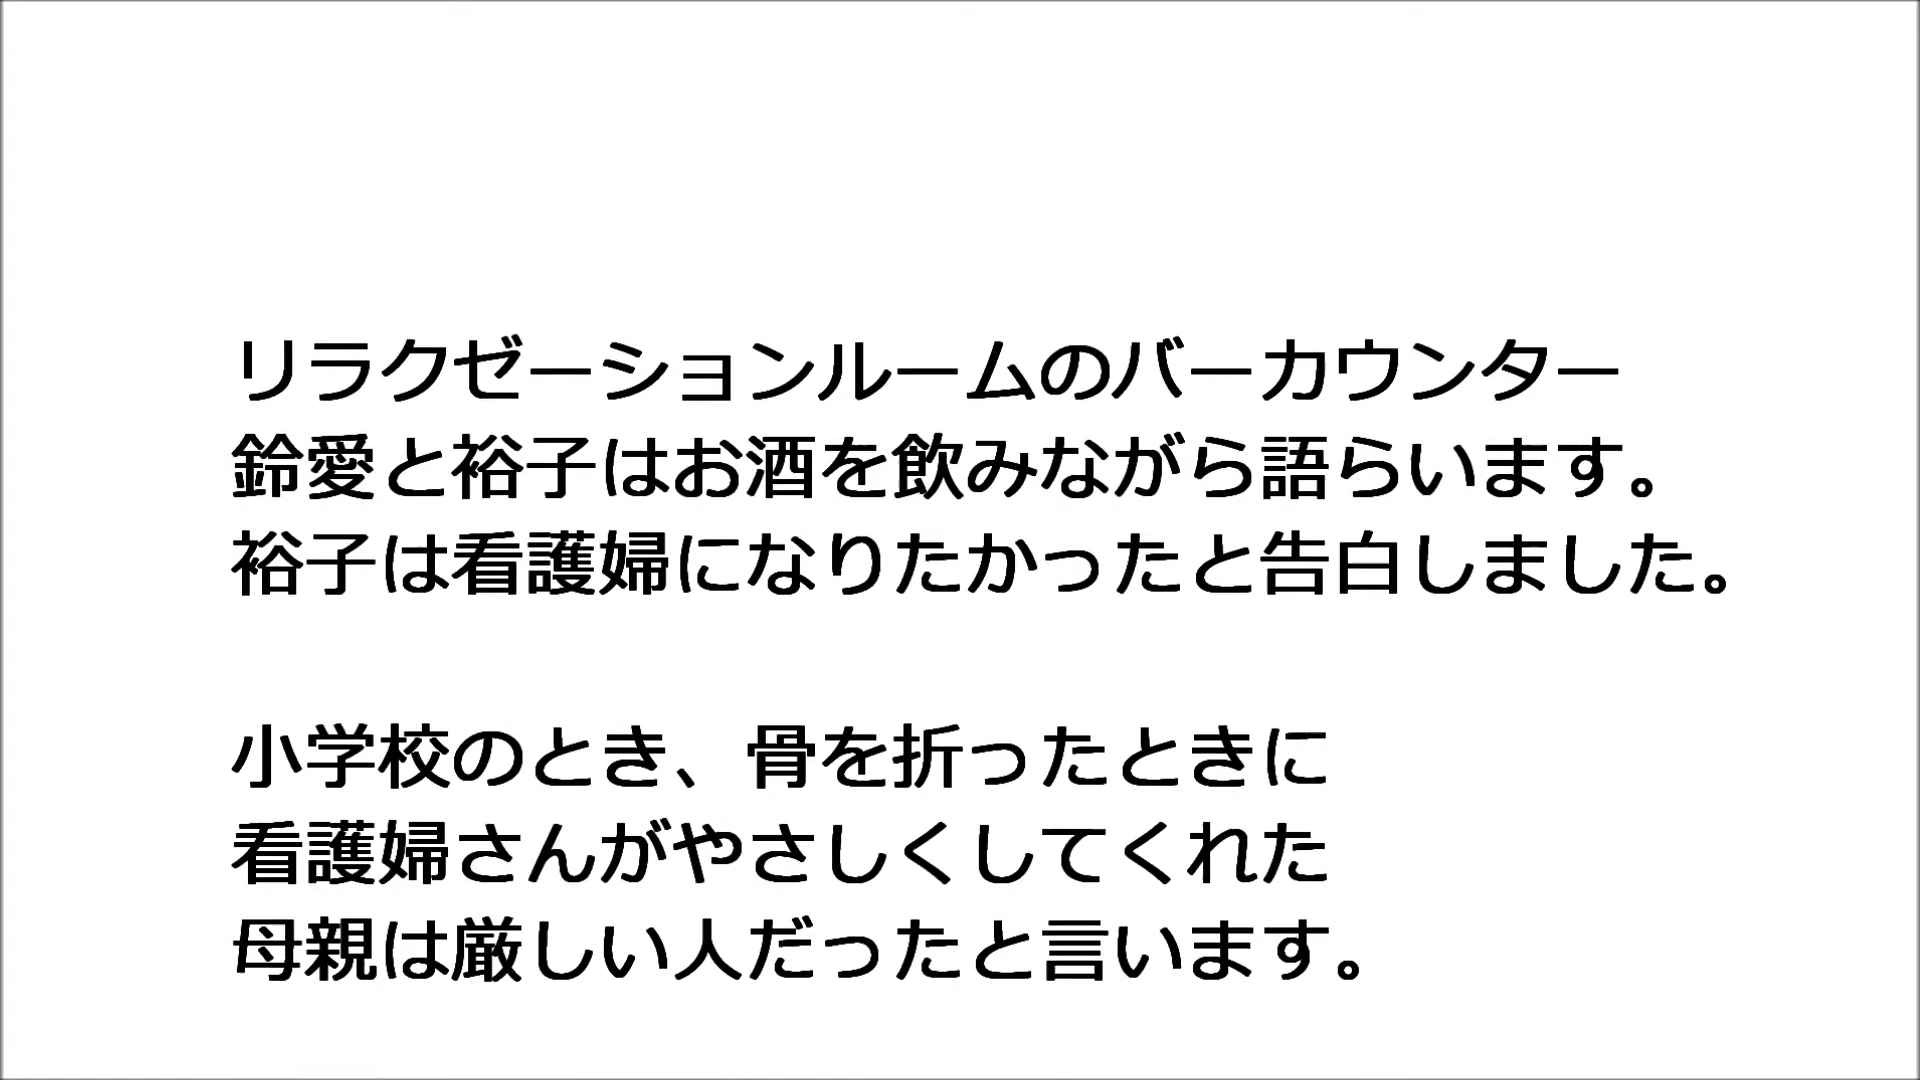 リラクゼーションルームのバーカウンター
鈴愛と裕子はお酒を飲みながら語らいます。
裕子は看護婦になりたかったと告白しました。
小学校のとき、骨を折ったときに
看護婦さんがやさしくしてくれた
母親は厳しい人だったと言います。